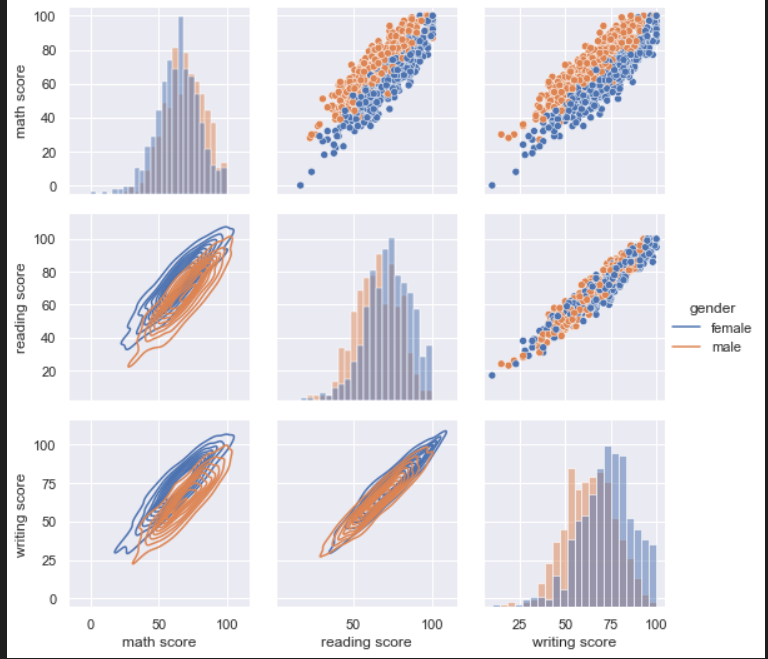 math score
100
80
60
40
20
0
reading score
100
80
60
40
20
gender
female
male
writing score
100
75
50
25
0
0 50 100 50 100 25 50 75 100
math score reading score writing score